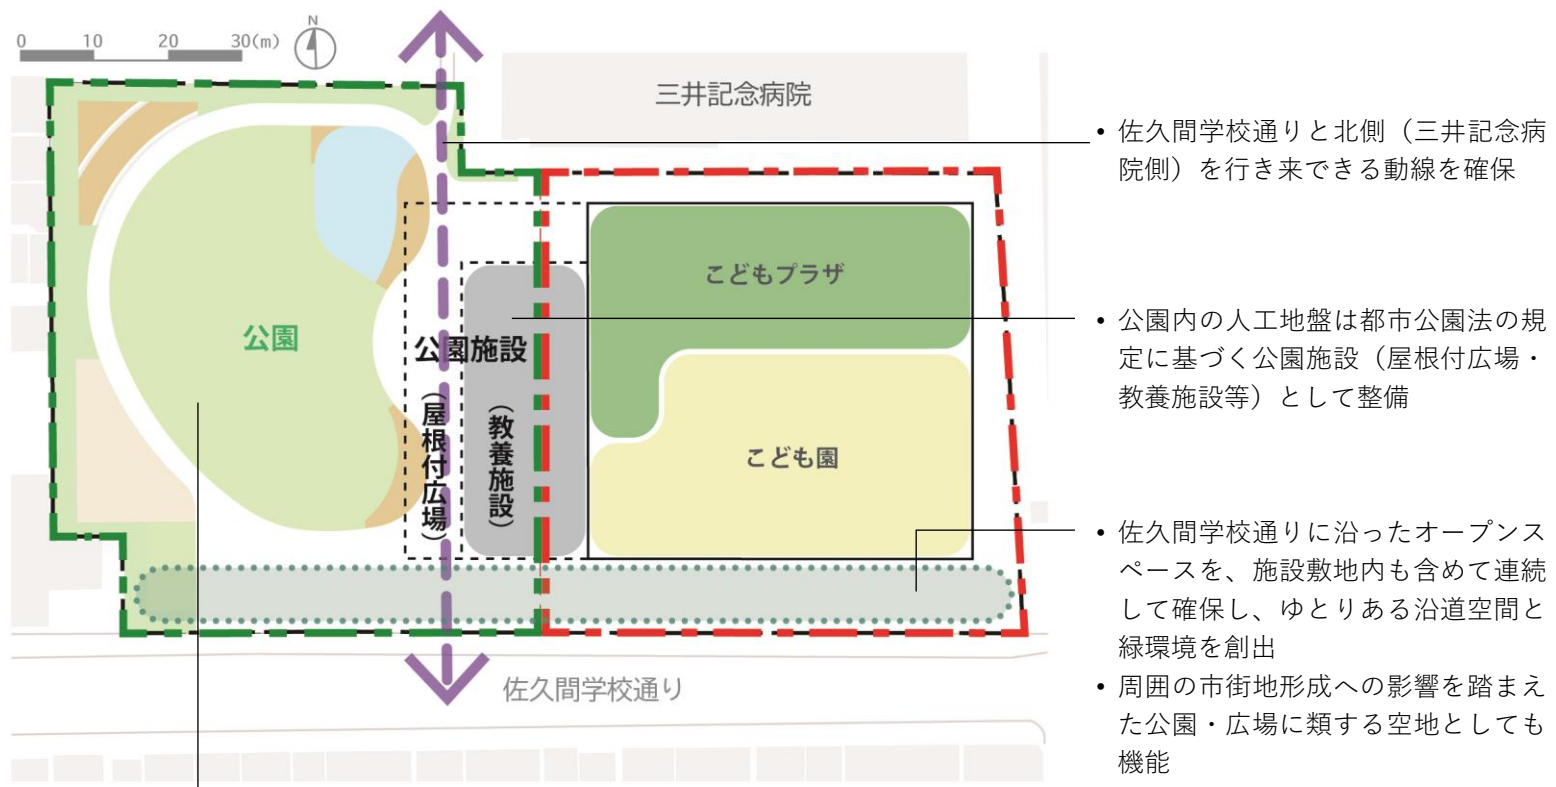 0 10 20 30(m)
N
三井記念病院
こどもプラザ
公園
公園施設
(屋根付広場)
(教養施設)
こども園
佐久間学校通り
• 佐久間学校通りと北側（三井記念病
院側）を行き来できる動線を確保
• 公園内の人工地盤は都市公園法の規
定に基づく公園施設（屋根付広場・
教養施設等）として整備
• 佐久間学校通りに沿ったオープンス
ペースを、施設敷地内も含めて連続
して確保し、ゆとりある沿道空間と
緑環境を創出
• 周囲の市街地形成への影響を踏まえ
た公園・広場に類する空地としても
機能